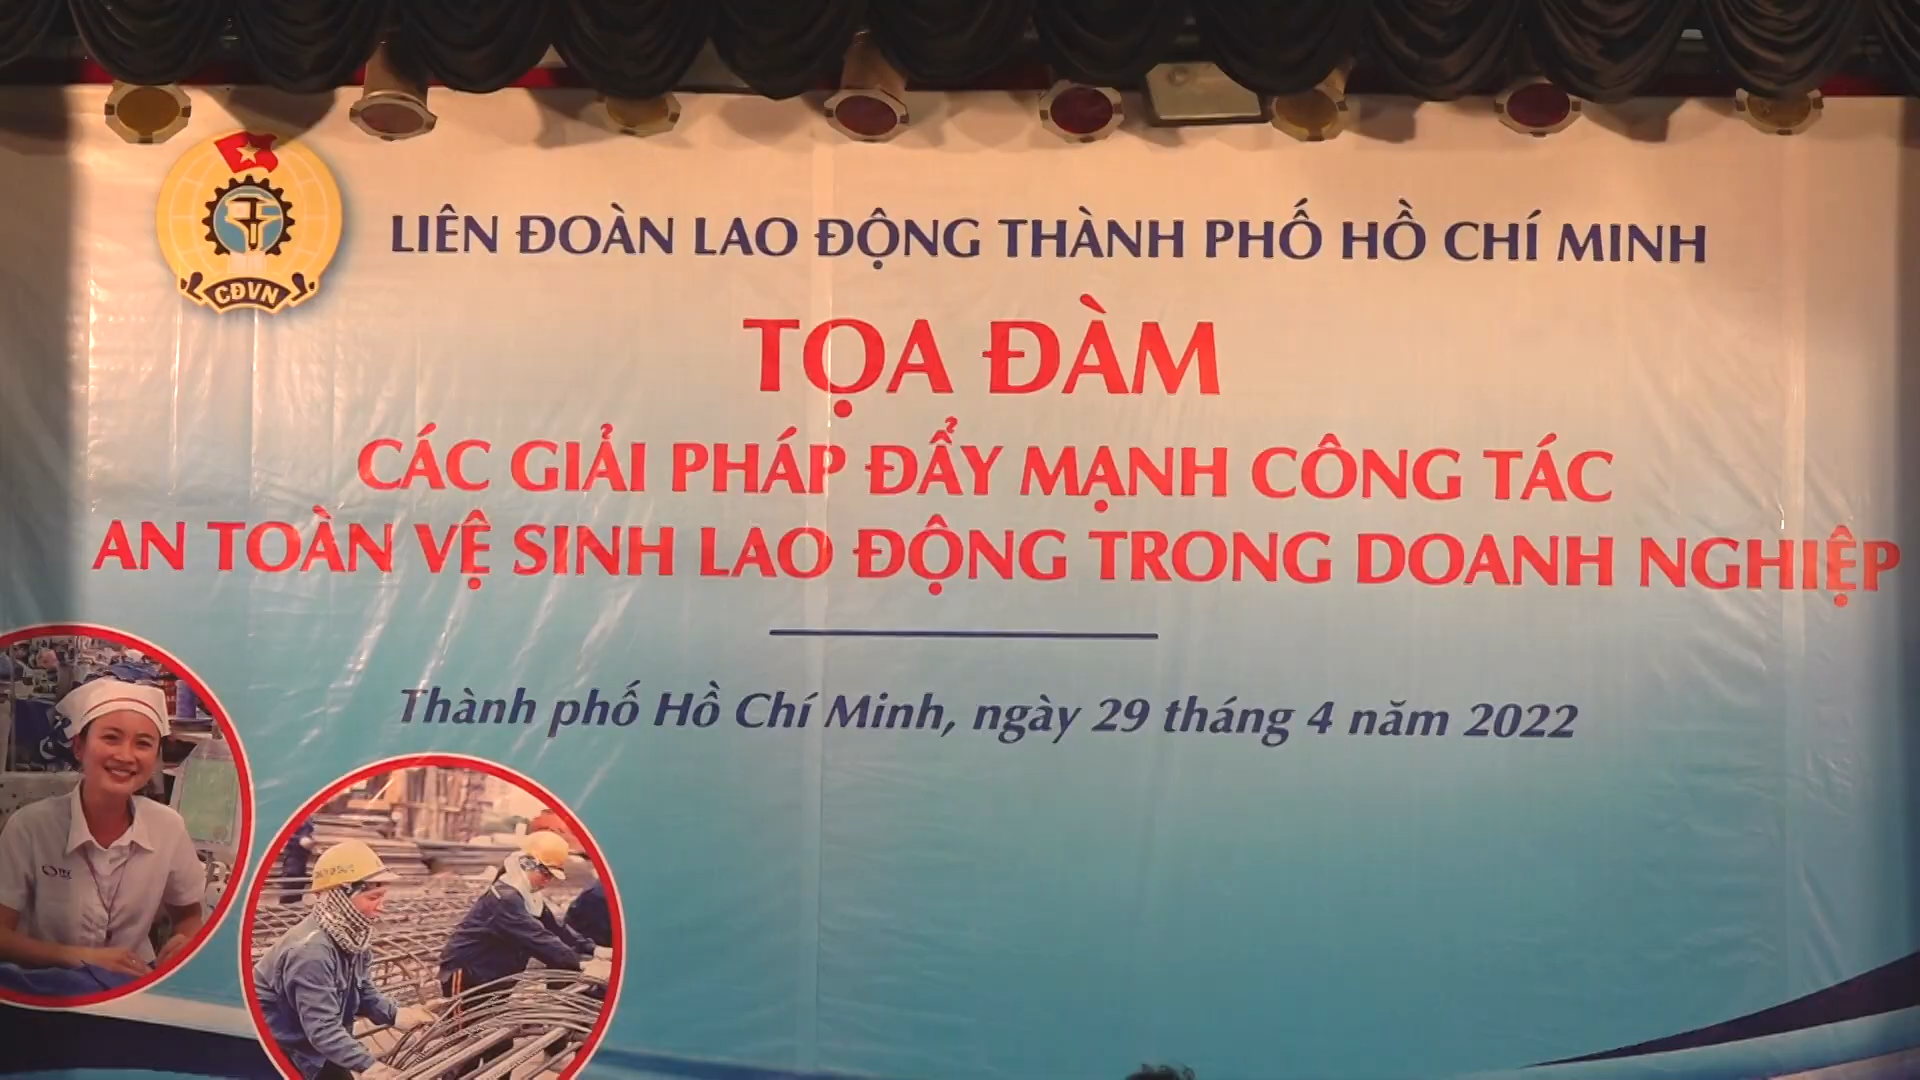 CĐVN
LIÊN ĐOÀN LAO ĐỘNG THÀNH PHỐ HỒ CHÍ MINH
TỌA ĐÀM
CÁC GIẢI PHÁP ĐẨY MẠNH CÔNG TÁC
AN TOÀN VỆ SINH LAO ĐỘNG TRONG DOANH NGHIỆP
Thành phố Hồ Chí Minh, ngày 29 tháng 4 năm 2022